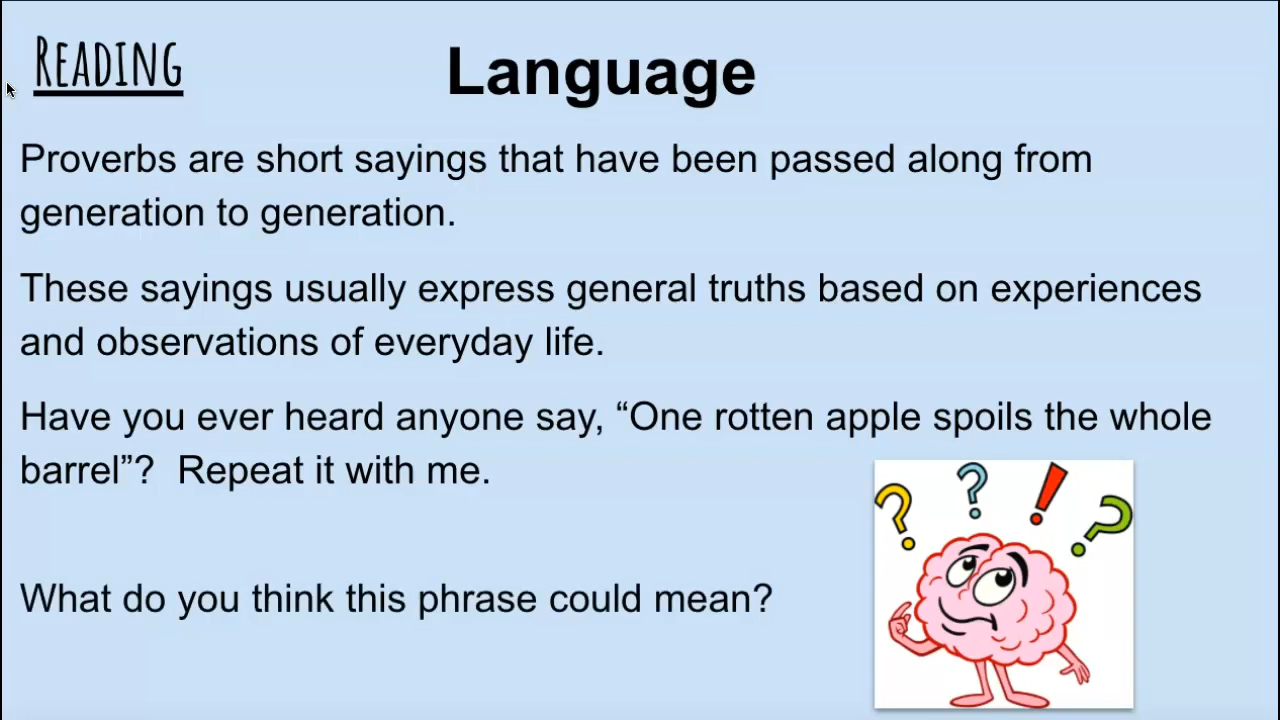 READING
Language
Proverbs are short sayings that have been passed along from
generation to generation.
These sayings usually express general truths based on experiences
and observations of everyday life.
Have you ever heard anyone say, “One rotten apple spoils the whole
barrel”?  Repeat it with me.
? ? ! ?
What do you think this phrase could mean?